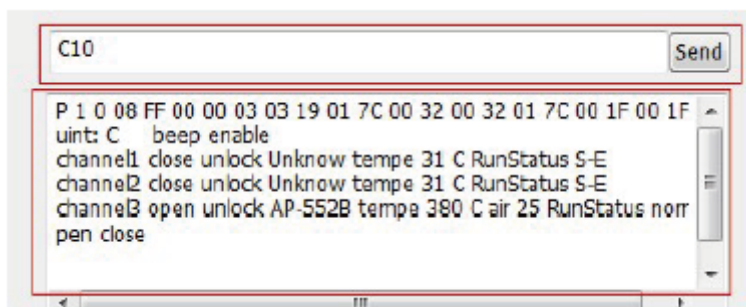 C10
Send
P 1 0 08 FF 00 00 03 03 19 01 7C 00 32 00 32 01 7C 00 1F 00 1F
uint: C beep enable
channel1 close unlock Unknow tempe 31 C RunStatus S-E
channel2 close unlock Unknow tempe 31 C RunStatus S-E
channel3 open unlock AP-552B tempe 380 C air 25 RunStatus norr
pen close